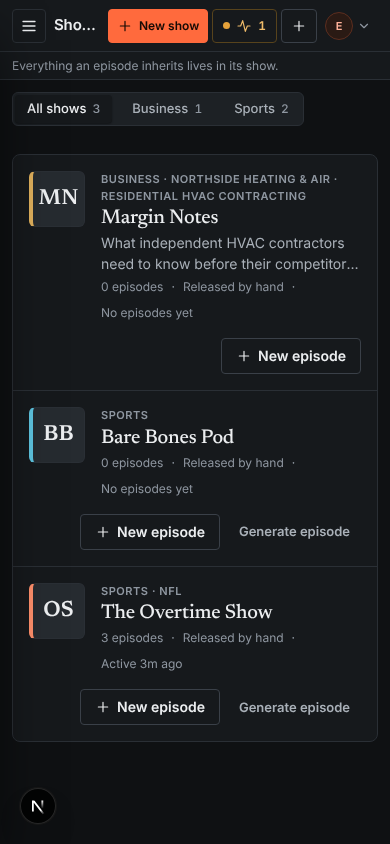 Sho...
+ New show
1
E
Everything an episode inherits lives in its show.
All shows 3
Business 1
Sports 2
MN
BUSINESS · NORTHSIDE HEATING & AIR ·
RESIDENTIAL HVAC CONTRACTING
Margin Notes
What independent HVAC contractors
need to know before their competitor...
0 episodes · Released by hand ·
No episodes yet
+ New episode
BB
SPORTS
Bare Bones Pod
0 episodes · Released by hand ·
No episodes yet
+ New episode
Generate episode
OS
SPORTS · NFL
The Overtime Show
3 episodes · Released by hand ·
Active 3m ago
+ New episode
Generate episode
N